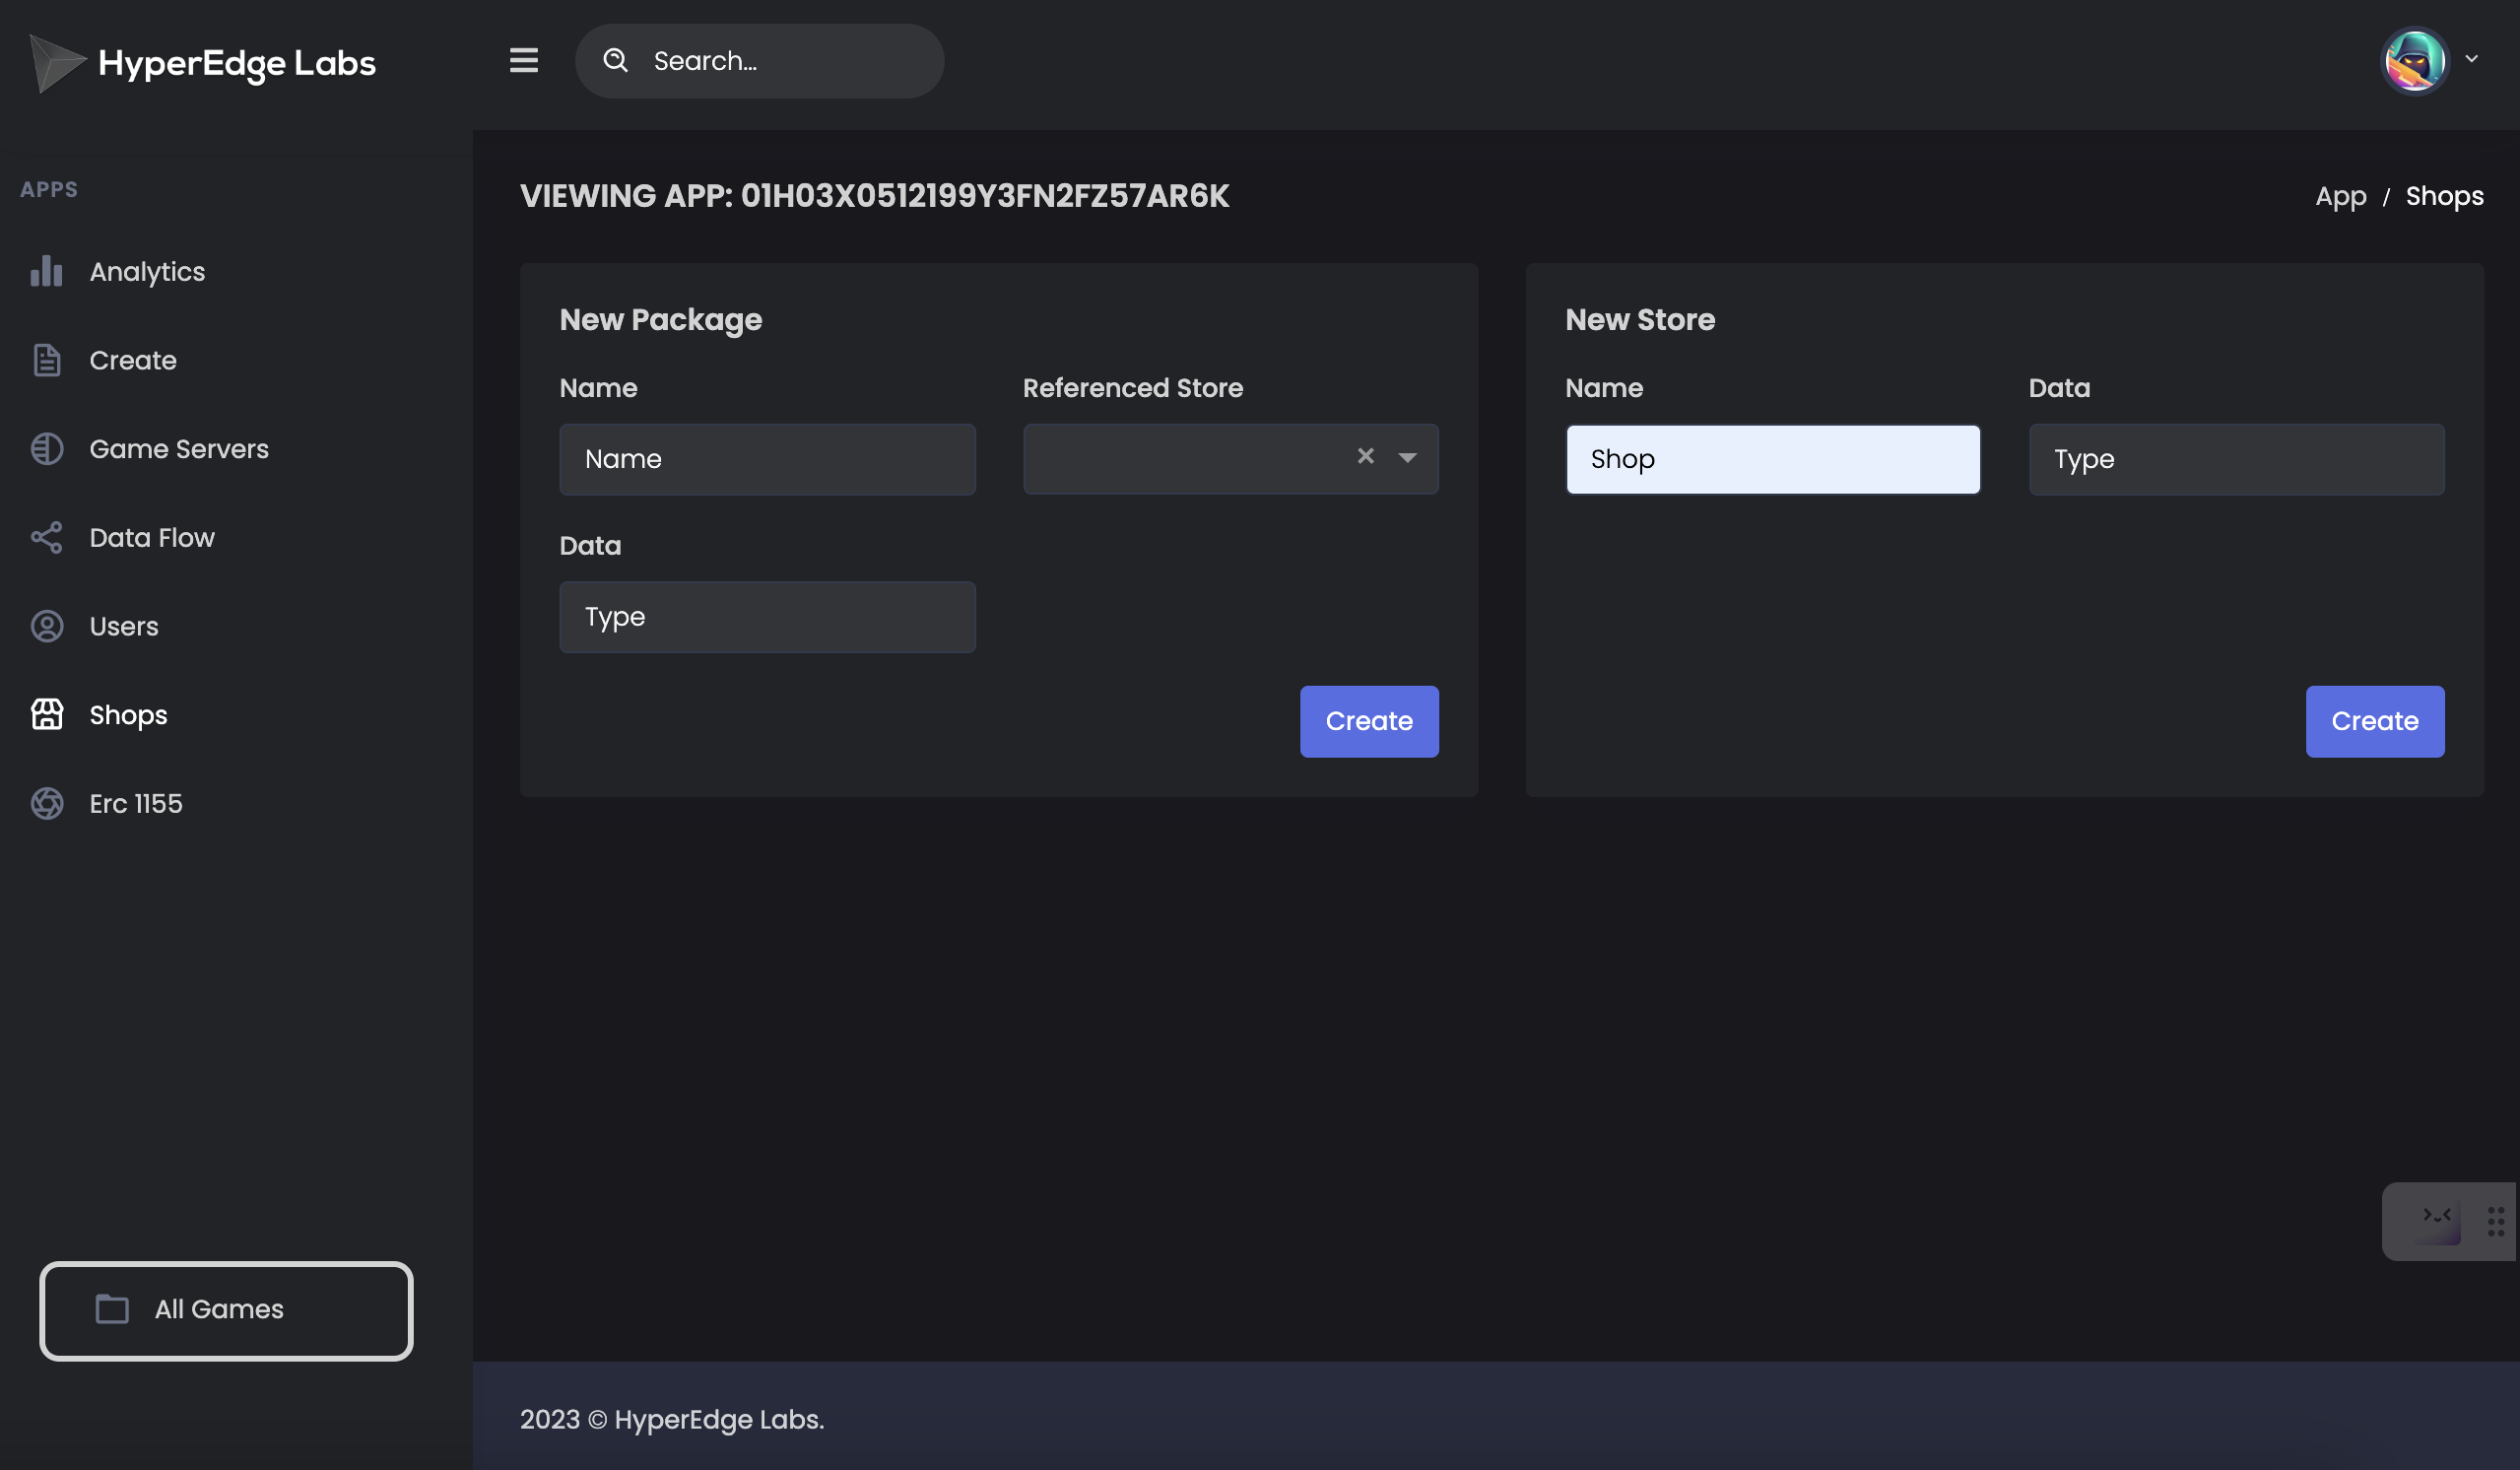 HyperEdge Labs
Search...
APPS
Analytics
Create
Game Servers
Data Flow
Users
Shops
Erc 1155
All Games
VIEWING APP: 01H03X0512199Y3FN2FZ57AR6K
App / Shops
New Package
Name
Referenced Store
Name
Data
Type
Create
New Store
Name
Data
Shop
Type
Create
2023 © HyperEdge Labs.